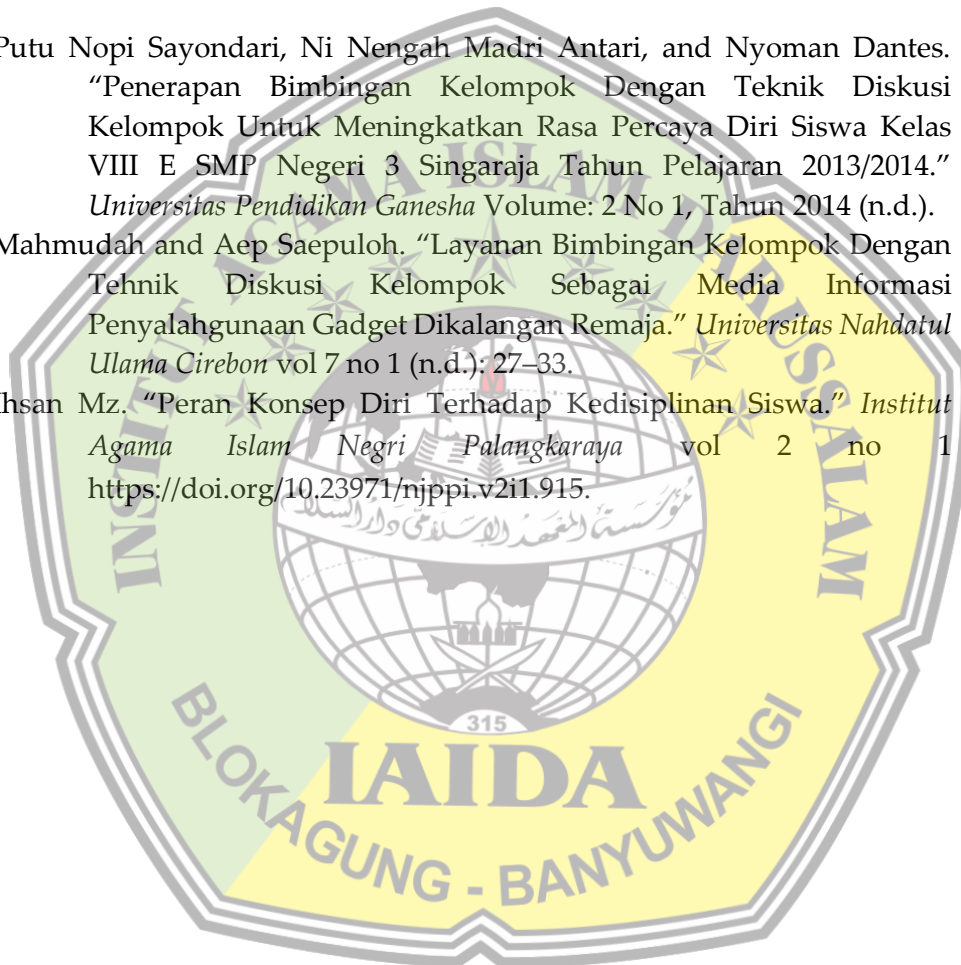 Putu Nopi Sayondari, Ni Nengah Madri Antari, and Nyoman Dantes.
“Penerapan Bimbingan Kelompok Dengan Teknik Diskusi
Kelompok Untuk Meningkatkan Rasa Percaya Diri Siswa Kelas
VIII E SMP Negeri 3 Singaraja Tahun Pelajaran 2013/2014.”
Universitas Pendidikan Ganesha Volume: 2 No 1, Tahun 2014 (n.d.).
Mahmudah and Aep Saepuloh. “Layanan Bimbingan Kelompok Dengan
Tehnik Diskusi Kelompok Sebagai Media Informasi
Penyalahgunaan Gadget Dikalangan Remaja.” Universitas Nahdatul
Ulama Cirebon vol 7 no 1 (n.d.): 27–33.
Ihsan Mz. “Peran Konsep Diri Terhadap Kedisiplinan Siswa.” Institut
Agama Islam Negri Palangkaraya vol 2 no 1
https://doi.org/10.23971/njppi.v2i1.915.
INSTITUT AGAMA ISLAM DARUSSALAM
مؤسسة المعهد الإسلامي دار السلام
315
IAIDA
BLOKAGUNG - BANYUWANGI